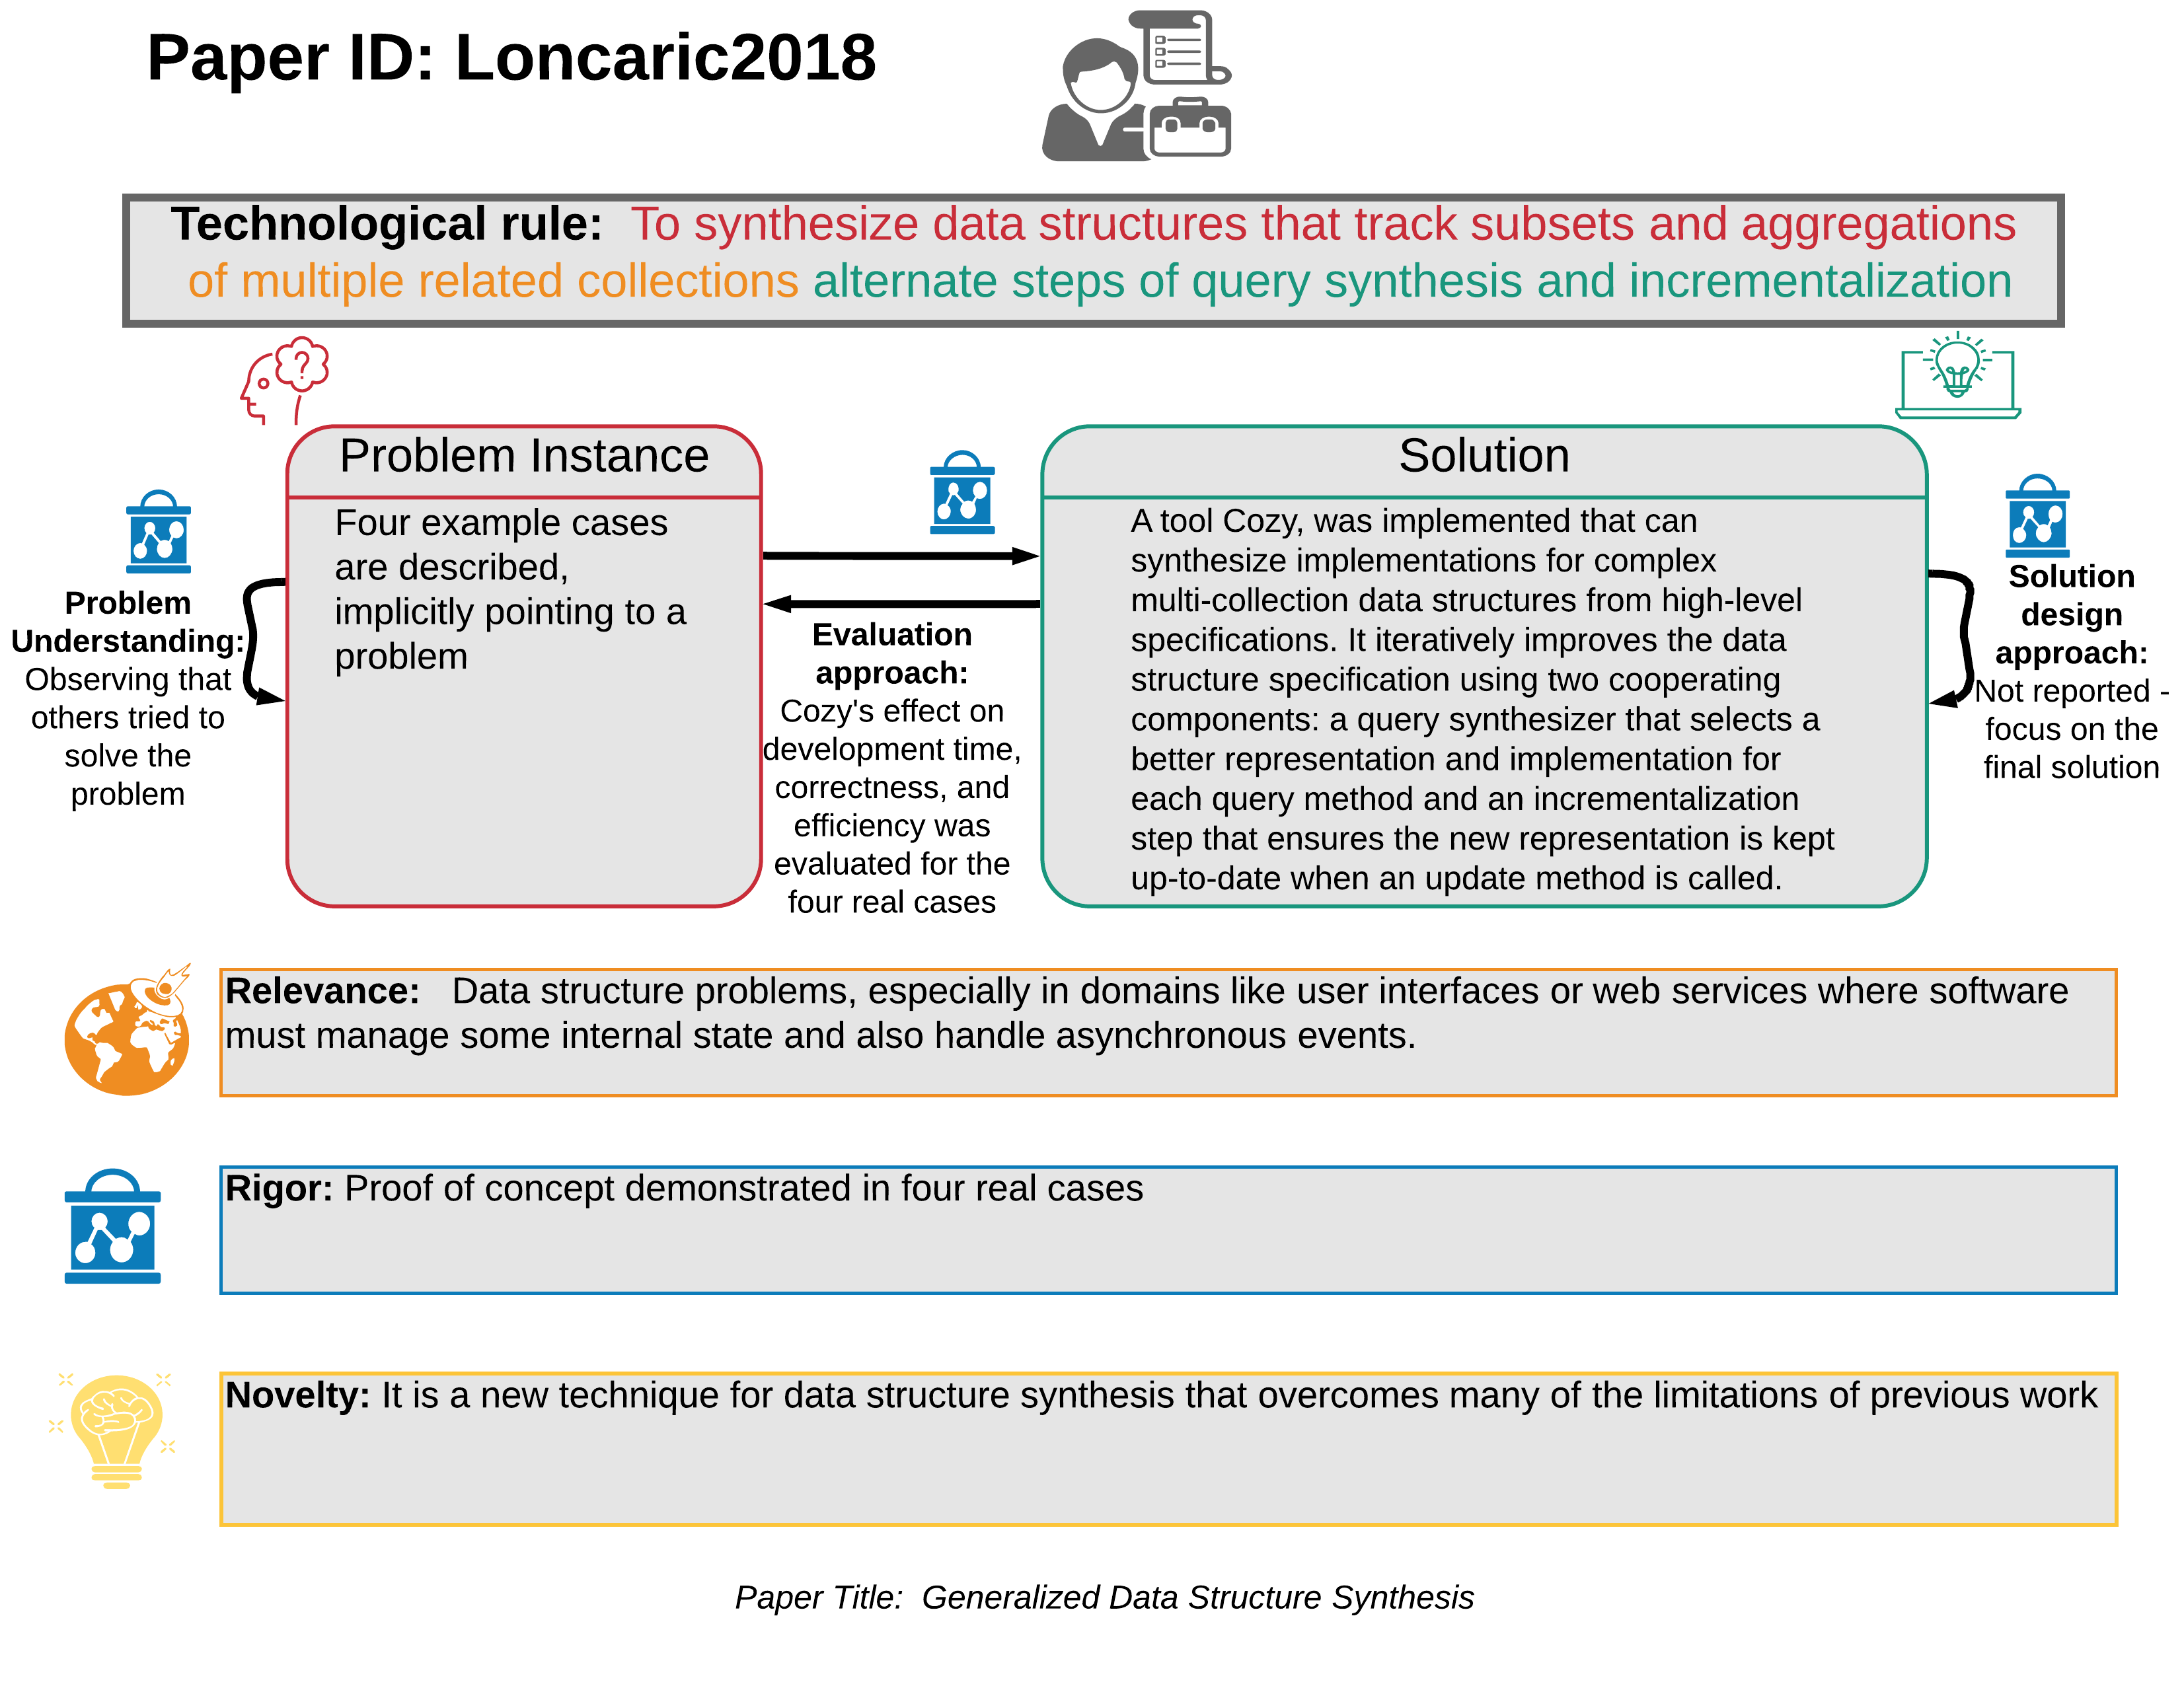 Paper ID: Loncaric2018
Technological rule: To synthesize data structures that track subsets and aggregations
of multiple related collections alternate steps of query synthesis and incrementalization
Problem Instance
Four example cases
are described,
implicitly pointing to a
problem
Problem
Understanding:
Observing that
others tried to
solve the
problem
Evaluation
approach:
Cozy's effect on
development time,
correctness, and
efficiency was
evaluated for the
four real cases
Solution
A tool Cozy, was implemented that can
synthesize implementations for complex
multi-collection data structures from high-level
specifications. It iteratively improves the data
structure specification using two cooperating
components: a query synthesizer that selects a
better representation and implementation for
each query method and an incrementalization
step that ensures the new representation is kept
up-to-date when an update method is called.
Solution
design
approach:
Not reported -
focus on the
final solution
Relevance: Data structure problems, especially in domains like user interfaces or web services where software
must manage some internal state and also handle asynchronous events.
Rigor: Proof of concept demonstrated in four real cases
Novelty: It is a new technique for data structure synthesis that overcomes many of the limitations of previous work
Paper Title: Generalized Data Structure Synthesis